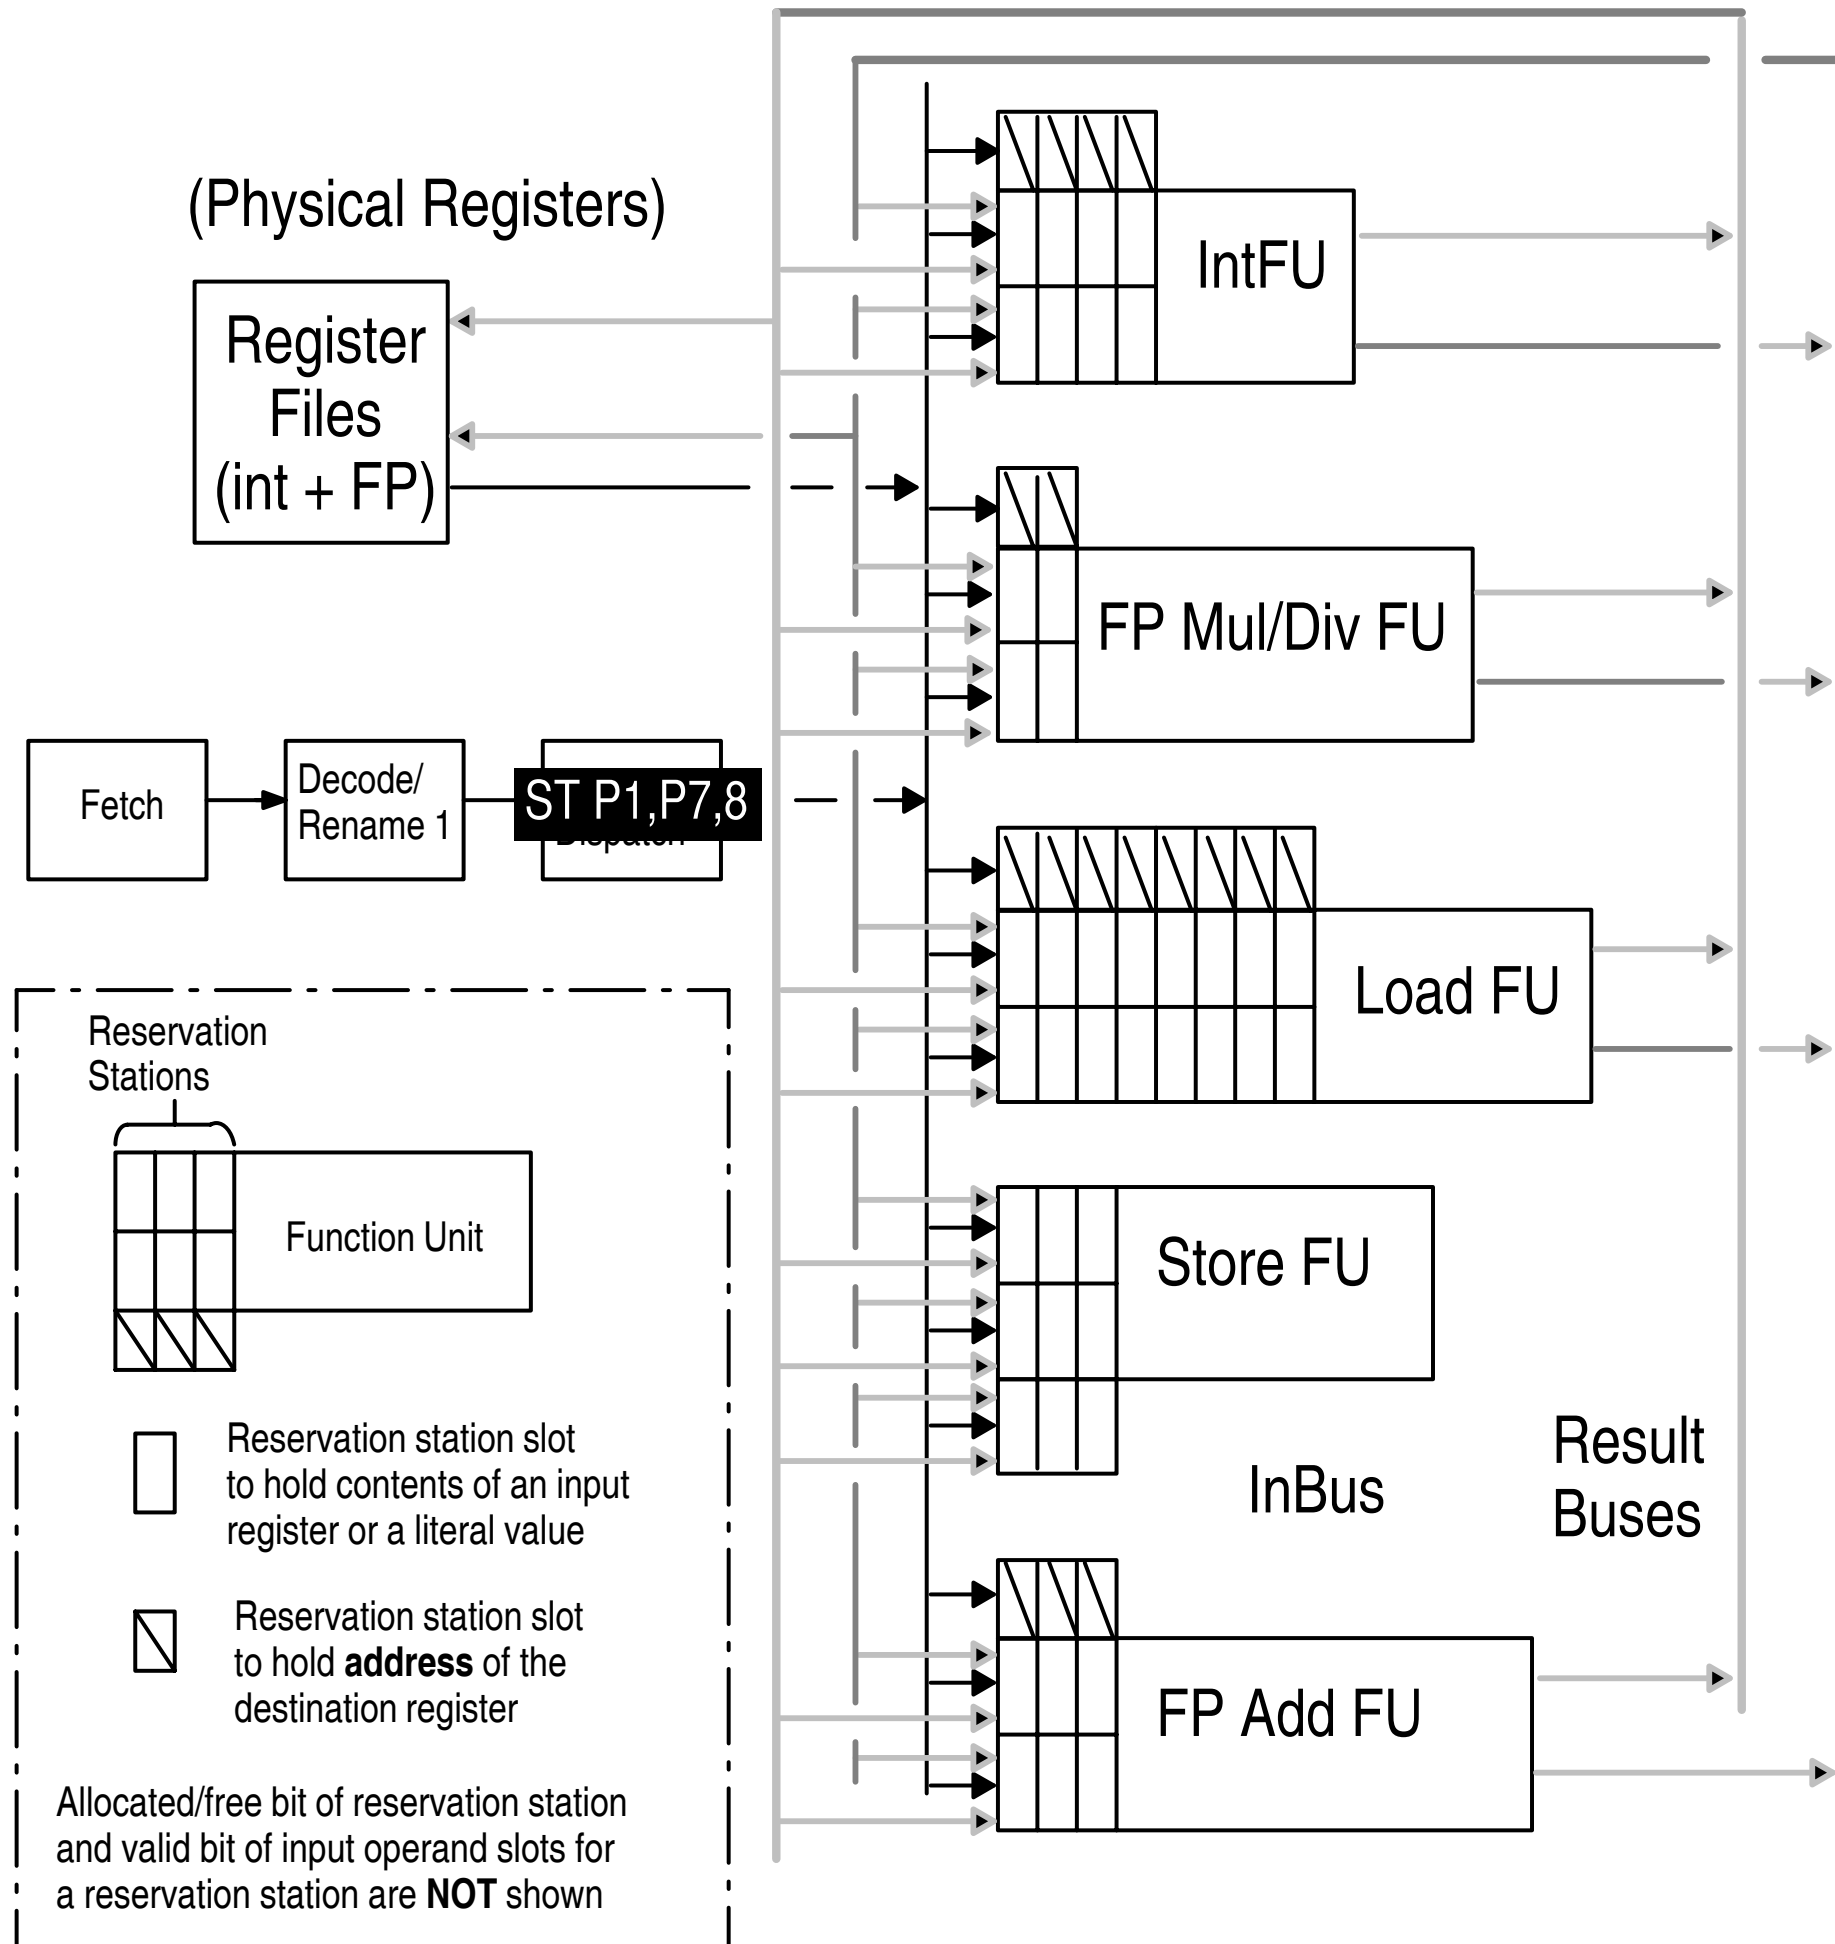 (Physical Registers)
Register
Files
(int + FP)
IntFU
FP Mul/Div FU
Fetch
Decode/
Rename 1
ST P1,P7,8
Dispatch
Load FU
Store FU
InBus
Result
Buses
FP Add FU
Reservation
Stations
Function Unit
Reservation station slot
to hold contents of an input
register or a literal value
Reservation station slot
to hold address of the
destination register
Allocated/free bit of reservation station
and valid bit of input operand slots for
a reservation station are NOT shown